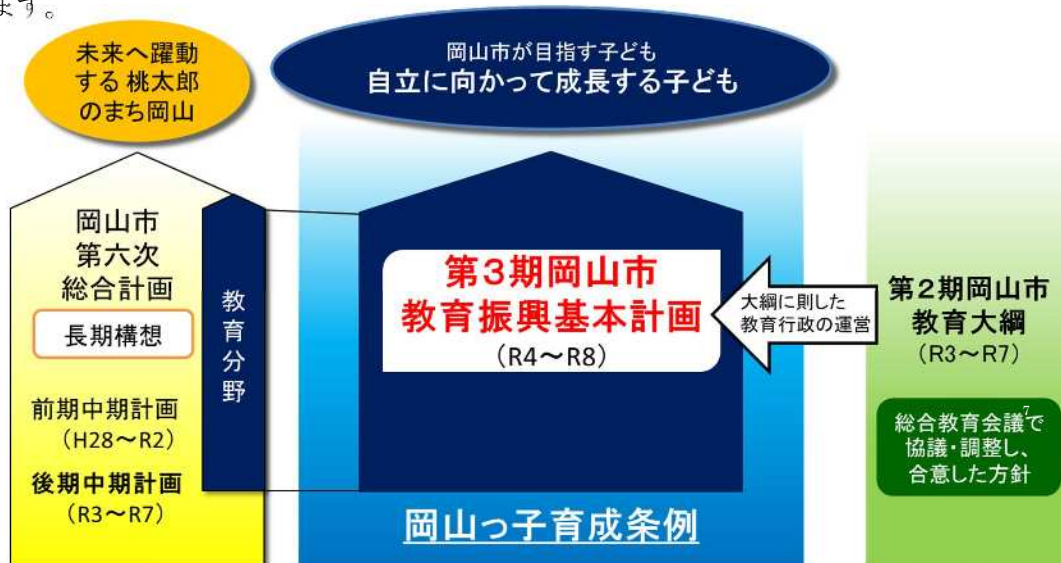 ます。
未来へ躍動
する 桃太郎
のまち岡山
岡山市が目指す子ども
自立に向かって成長する子ども
岡山市
第六次
総合計画
長期構想
前期中期計画
（H28～R2）
後期中期計画
（R3～R7）
教育分野
第３期岡山市
教育振興基本計画
（R4～R8）
大綱に則した
教育行政の運営
第２期岡山市
教育大綱
（R3～R7）
総合教育会議で
協議・調整し、
合意した方針
7
岡山っ子育成条例